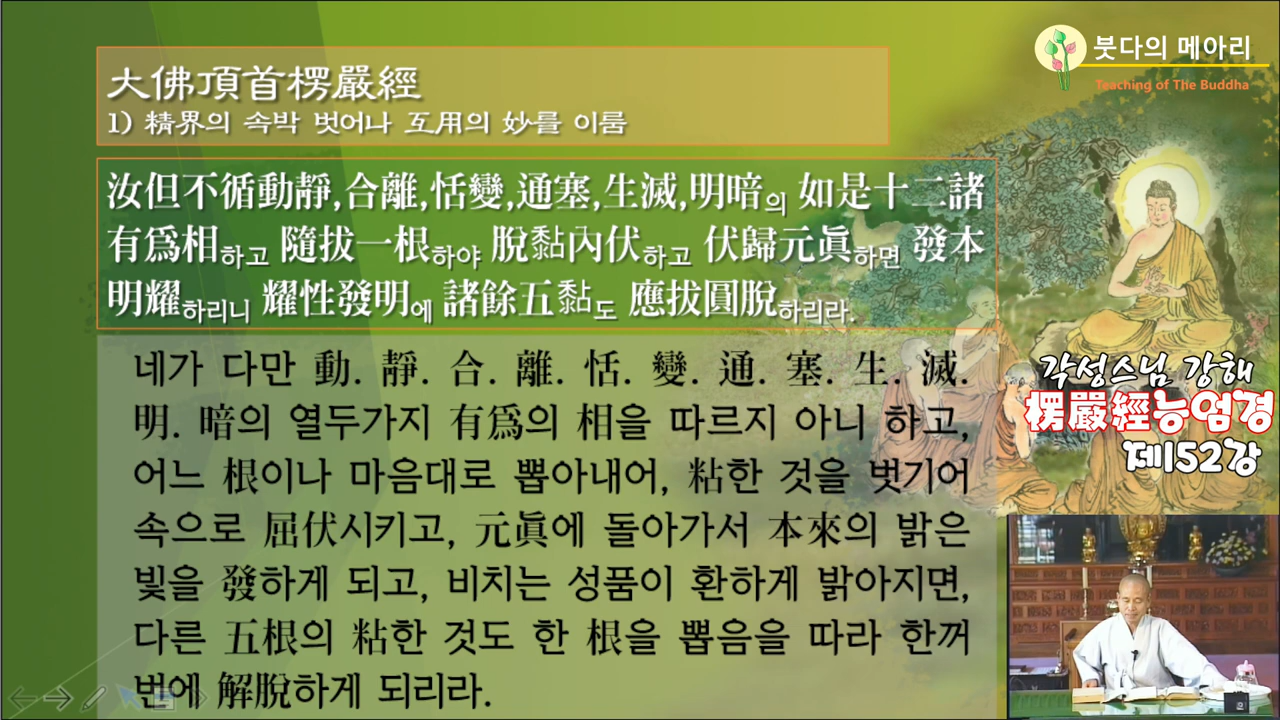 大佛頂首楞嚴經
1) 精界의 속박 벗어나 互用의 妙를 이룸
汝但不循動靜,合離,恬變,通塞,生滅,明暗의 如是十二諸
有爲相하고 隨拔一根하야 脫黏內伏하고 伏歸元眞하면 發本
明耀하리니 耀性發明에 諸餘五黏도 應拔圓脫하리라.
네가 다만 動. 靜. 合. 離. 恬. 變. 通. 塞. 生. 滅.
明. 暗의 열두가지 有爲의 相을 따르지 아니 하고,
어느 根이나 마음대로 뽑아내어, 粘한 것을 벗기어
속으로 屈伏시키고, 元眞에 돌아가서 本來의 밝은
빛을 發하게 되고, 비치는 성품이 환하게 밝아지면,
다른 五根의 粘한 것도 한 根을 뽑음을 따라 한꺼
번에 解脫하게 되리라.
붓다의 메아리
Teaching of The Buddha
각성스님 강해
楞嚴經능엄경
제152강